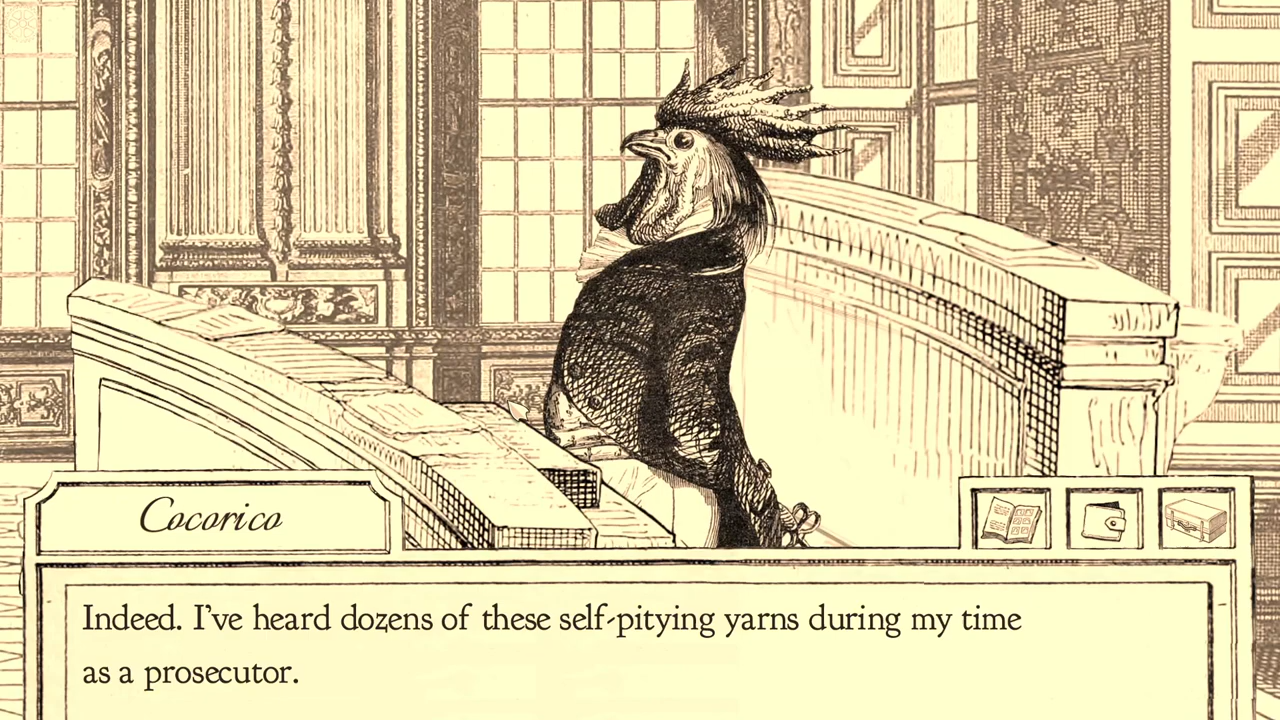 Cocorico
Indeed. I've heard dozens of these self-pitying yarns during my time
as a prosecutor.